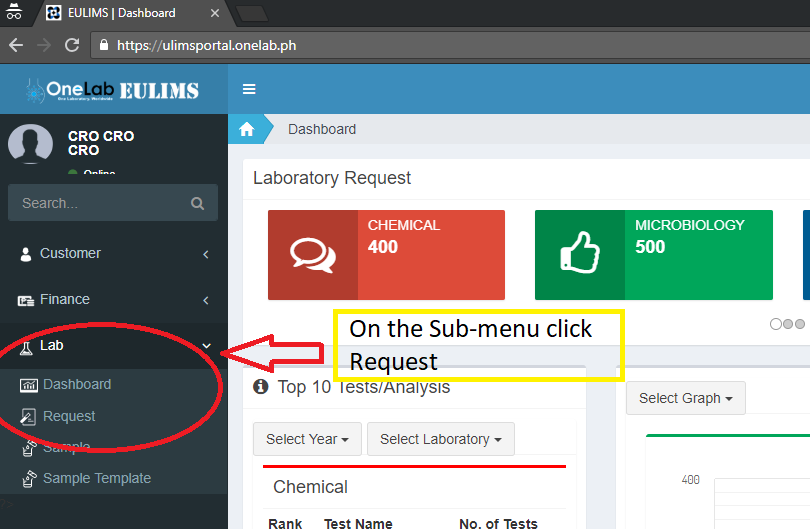 EULIMS | Dashboard
https://ulimsportal.onelab.ph
OneLab EULIMS
One Laboratory, Worldwide
CRO CRO
CRO
Online
Search...
Customer
Finance
Lab
Dashboard
Request
Sample
Sample Template
Dashboard
Laboratory Request
CHEMICAL
400
MICROBIOLOGY
500
On the Sub-menu click
Request
Top 10 Tests/Analysis
Select Year
Select Laboratory
Chemical
Rank Test Name No. of Tests
Select Graph
400